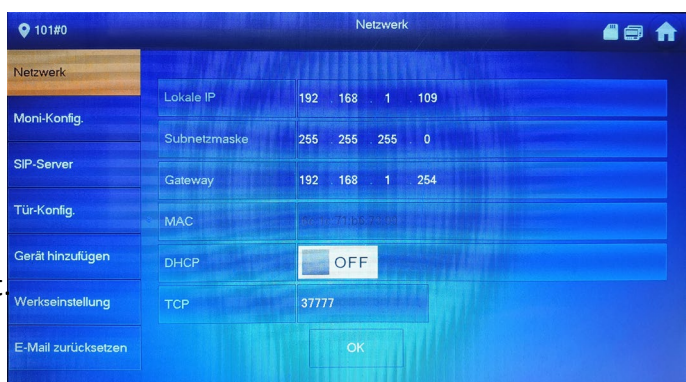 101#0
Netzwerk
Netzwerk
Moni-Konfig.
SIP-Server
Tür-Konfig.
Gerät hinzufügen
Werkseinstellung
E-Mail zurücksetzen
Lokale IP 192 . 168 . 1 . 109
Subnetzmaske 255 . 255 . 255 . 0
Gateway 192 . 168 . 1 . 254
MAC
DHCP OFF
TCP 37777
OK